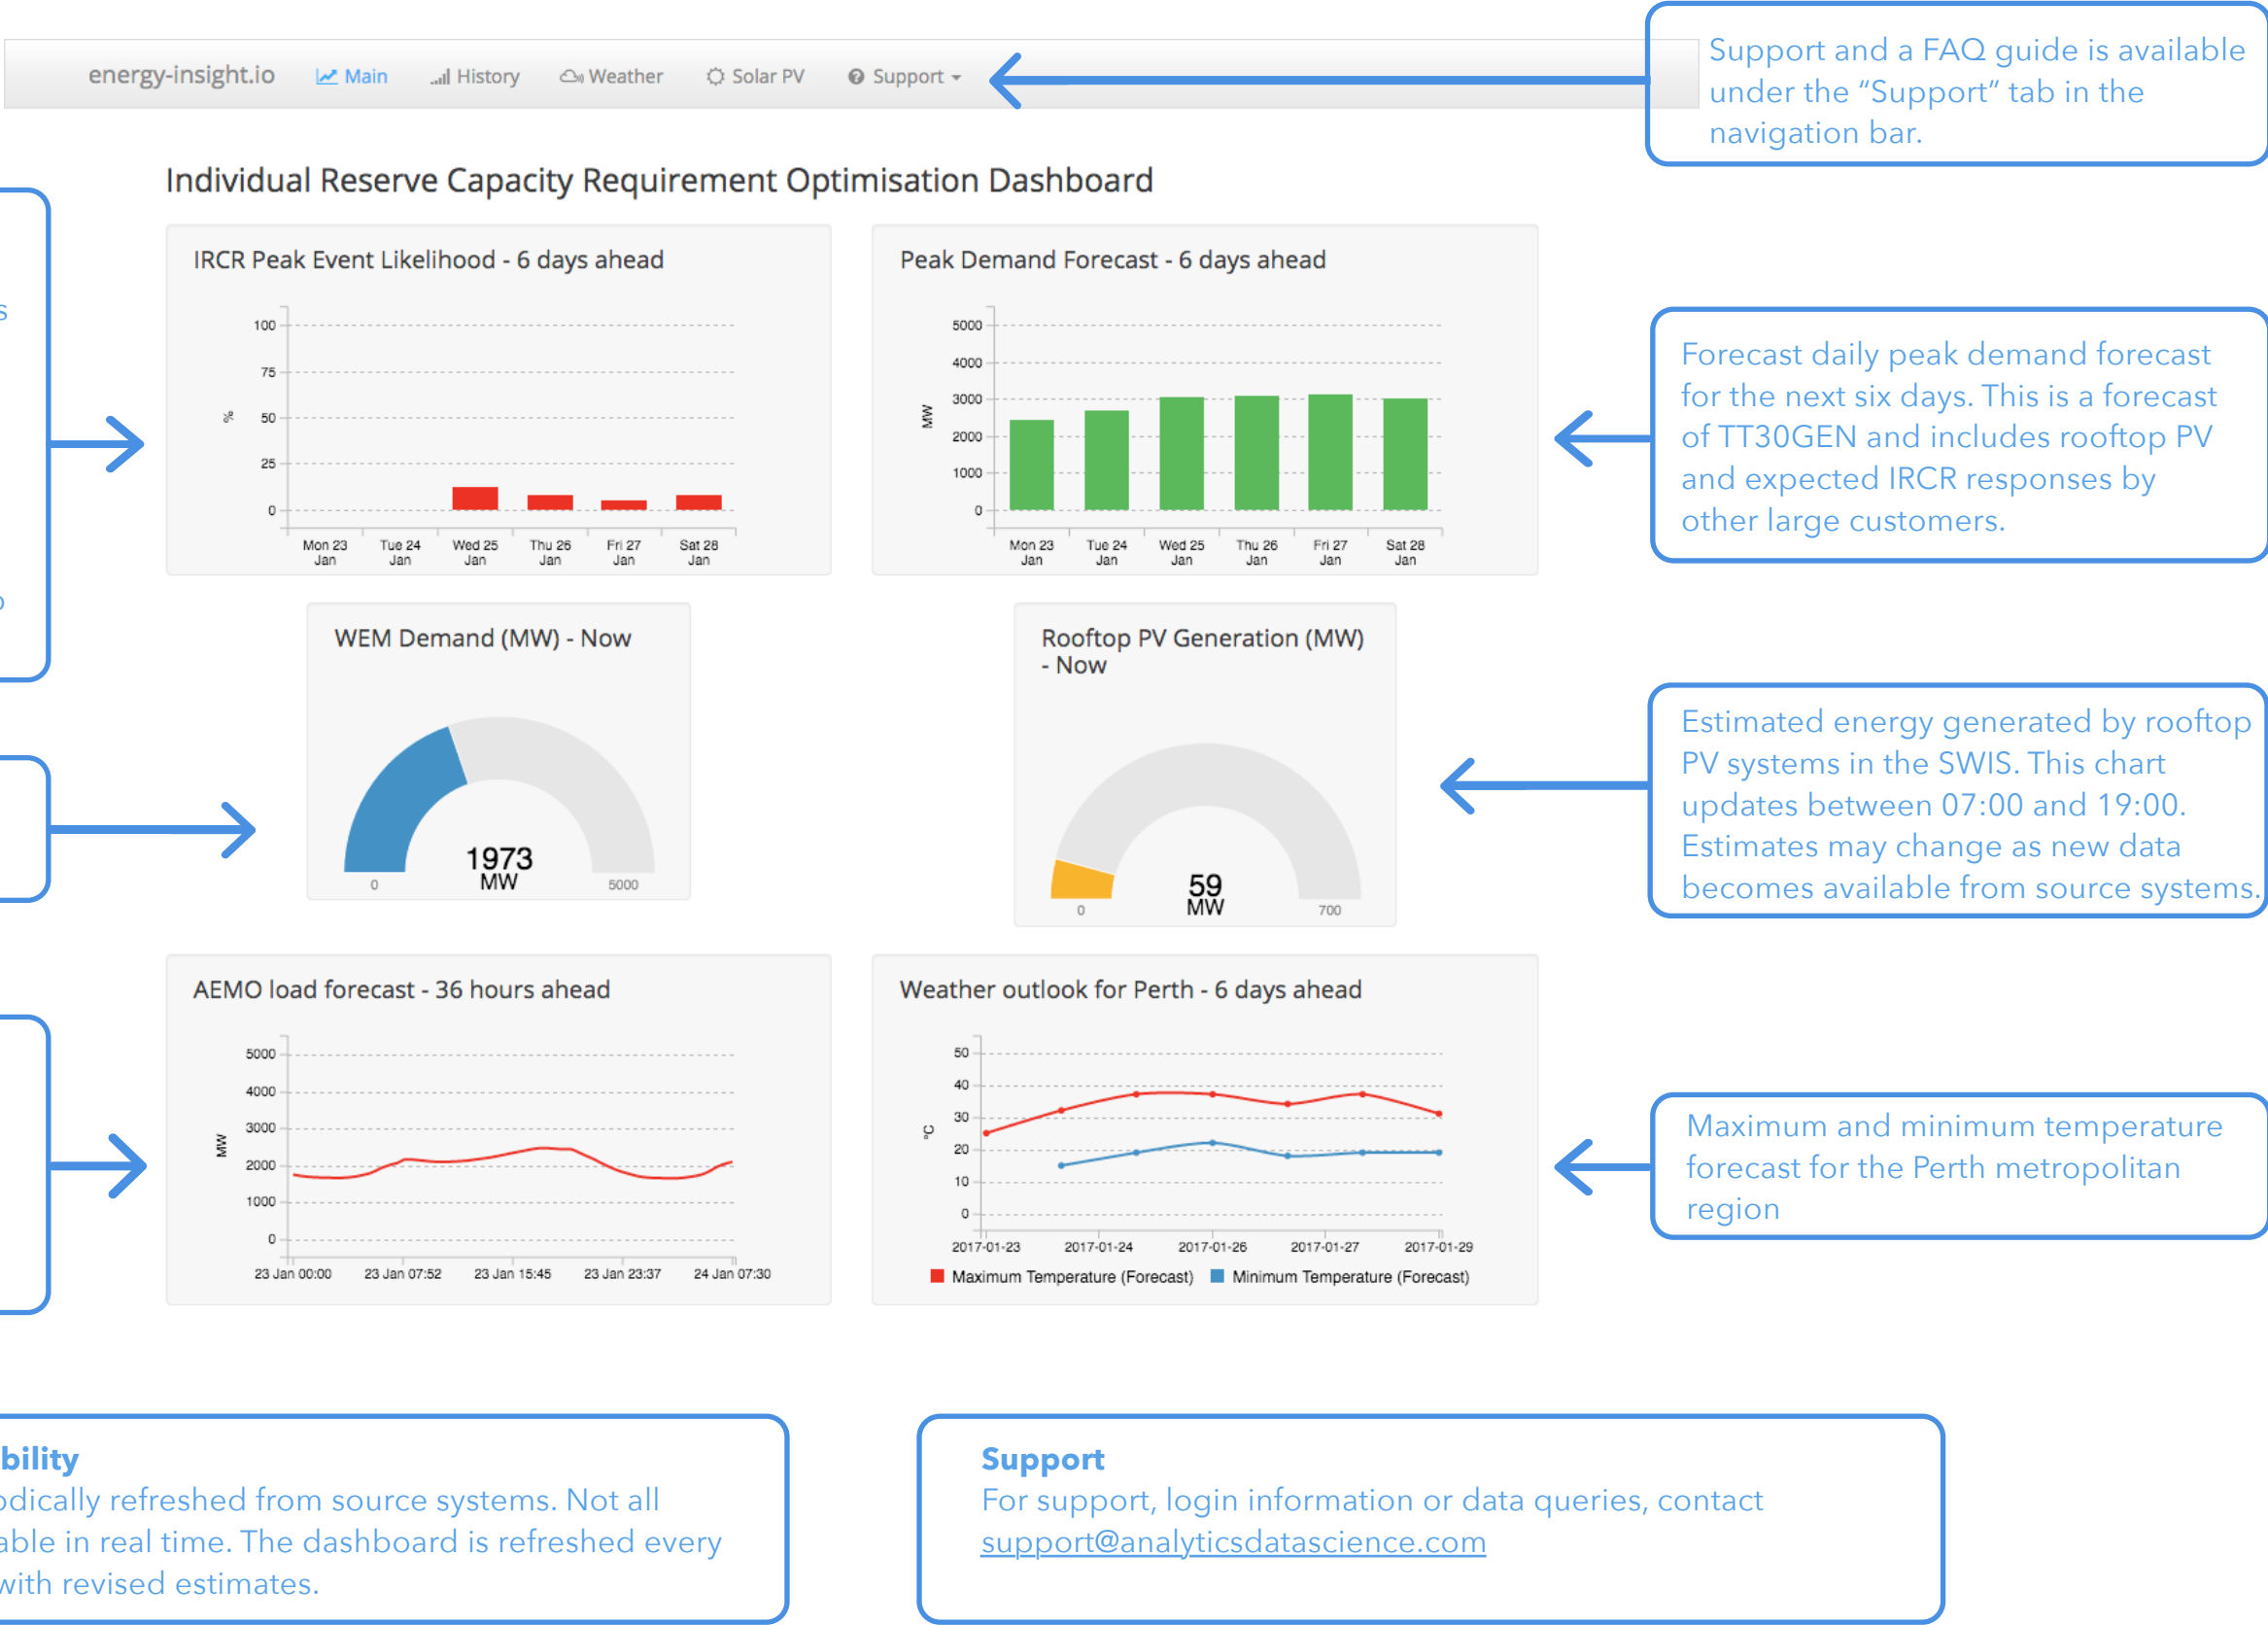 energy-insight.io Main History Weather Solar PV Support
Support and a FAQ guide is available
under the “Support” tab in the
navigation bar.
Individual Reserve Capacity Requirement Optimisation Dashboard
IRCR Peak Event Likelihood - 6 days ahead
100
75
50
25
0
%
Mon 23 Jan
Tue 24 Jan
Wed 25 Jan
Thu 26 Jan
Fri 27 Jan
Sat 28 Jan
Peak Demand Forecast - 6 days ahead
5000
4000
3000
2000
1000
0
MW
Mon 23 Jan
Tue 24 Jan
Wed 25 Jan
Thu 26 Jan
Fri 27 Jan
Sat 28 Jan
Forecast daily peak demand forecast
for the next six days. This is a forecast
of TT30GEN and includes rooftop PV
and expected IRCR responses by
other large customers.
WEM Demand (MW) - Now
1973
MW
0
5000
Rooftop PV Generation (MW)
- Now
59
MW
0
700
Estimated energy generated by rooftop
PV systems in the SWIS. This chart
updates between 07:00 and 19:00.
Estimates may change as new data
becomes available from source systems.
AEMO load forecast - 36 hours ahead
5000
4000
3000
2000
1000
0
MW
23 Jan 00:00
23 Jan 07:52
23 Jan 15:45
23 Jan 23:37
24 Jan 07:30
Weather outlook for Perth - 6 days ahead
50
40
30
20
10
0
°C
2017-01-23
2017-01-24
2017-01-26
2017-01-27
2017-01-29
Maximum Temperature (Forecast) Minimum Temperature (Forecast)
Maximum and minimum temperature
forecast for the Perth metropolitan
region
bility
odically refreshed from source systems. Not all
able in real time. The dashboard is refreshed every
with revised estimates.
Support
For support, login information or data queries, contact
support@analyticsdatascience.com